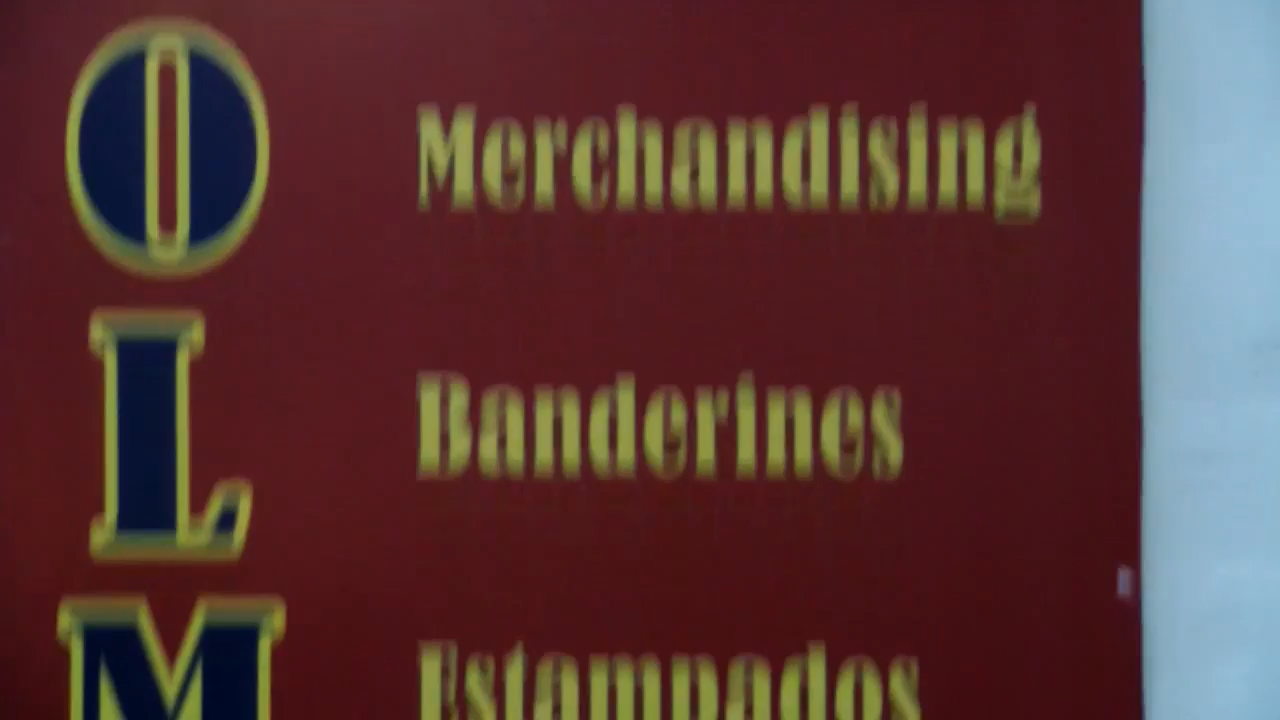 O
L
M
Merchandising
Banderines
Estampados